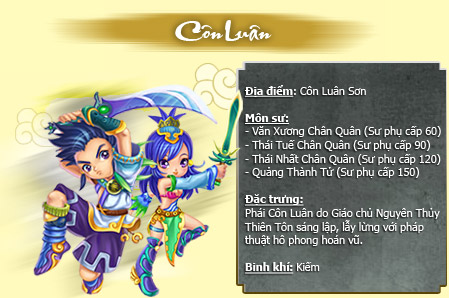 Côn Luân
Địa điểm: Côn Luân Sơn
Môn sư:
- Văn Xương Chân Quân (Sư phụ cấp 60)
- Thái Tuế Chân Quân (Sư phụ cấp 90)
- Thái Nhất Chân Quân (Sư phụ cấp 120)
- Quảng Thành Tử (Sư phụ cấp 150)
Đặc trưng:
Phái Côn Luân do Giáo chủ Nguyên Thủy
Thiên Tôn sáng lập, lẫy lừng với pháp
thuật hô phong hoán vũ.
Binh khí: Kiếm